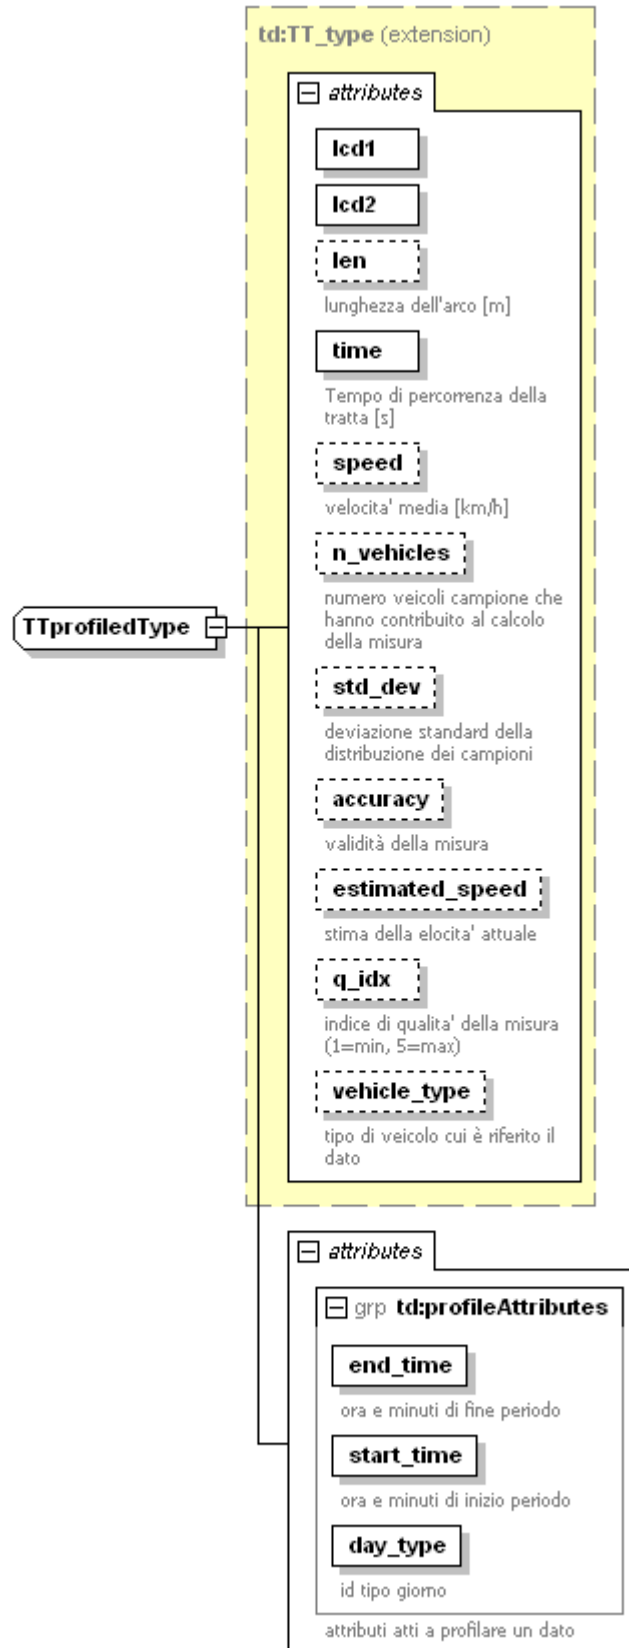 td:TT_type (extension)
attributes
lcd1
lcd2
len
lunghezza dell'arco [m]
time
Tempo di percorrenza della
tratta [s]
speed
velocita' media [km/h]
n_vehicles
numero veicoli campione che
hanno contribuito al calcolo
della misura
TTprofiledType
std_dev
deviazione standard della
distribuzione dei campioni
accuracy
validità della misura
estimated_speed
stima della elocita' attuale
q_idx
indice di qualita' della misura
(1=min, 5=max)
vehicle_type
tipo di veicolo cui è riferito il
dato
attributes
grp td:profileAttributes
end_time
ora e minuti di fine periodo
start_time
ora e minuti di inizio periodo
day_type
id tipo giorno
attributi atti a profilare un dato